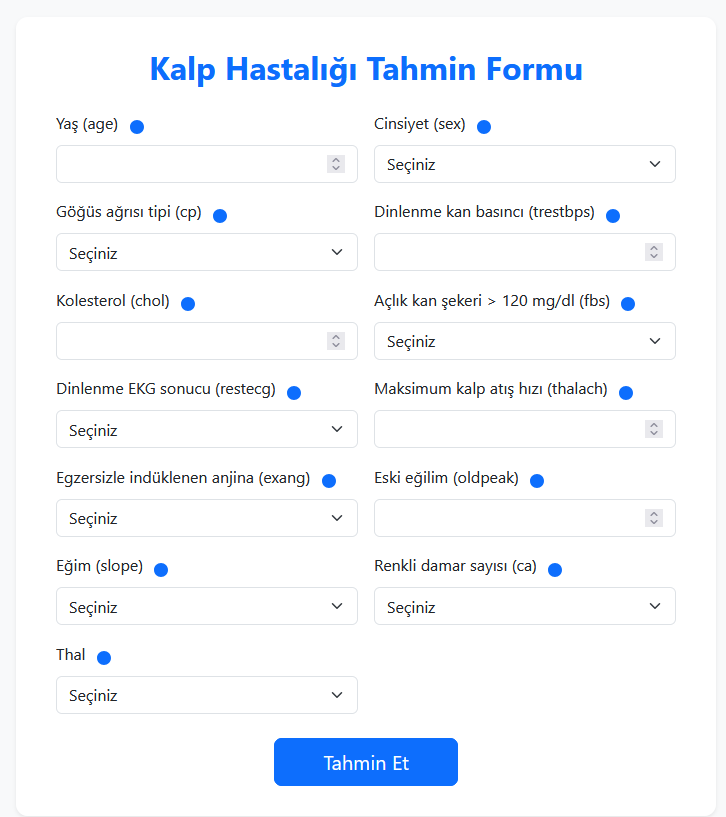 Kalp Hastalığı Tahmin Formu
Yaş (age)
Cinsiyet (sex)
Seçiniz
Göğüs ağrısı tipi (cp)
Dinlenme kan basıncı (trestbps)
Seçiniz
Kolesterol (chol)
Açlık kan şekeri > 120 mg/dl (fbs)
Seçiniz
Dinlenme EKG sonucu (restecg)
Maksimum kalp atış hızı (thalach)
Seçiniz
Egzersizle indüklenen anjina (exang)
Eski eğilim (oldpeak)
Seçiniz
Eğim (slope)
Renkli damar sayısı (ca)
Seçiniz
Seçiniz
Thal
Seçiniz
Tahmin Et